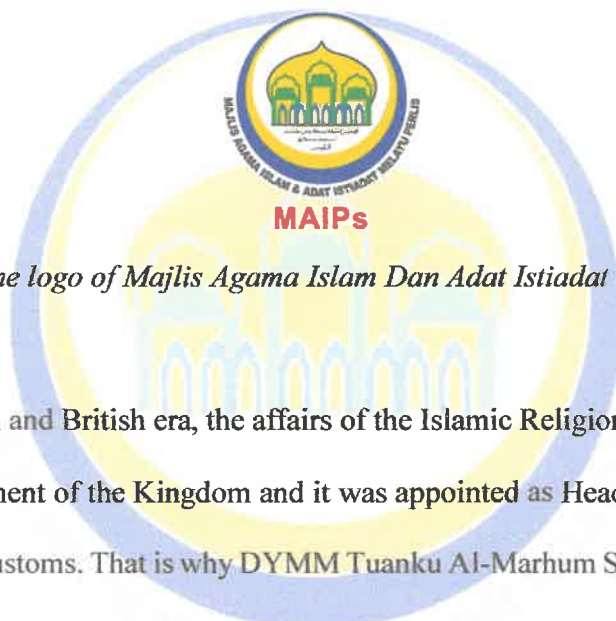 MAJLIS AGAMA ISLAM & ADAT ISTIADAT MELAYU PERLIS
MAIPs
e logo of Majlis Agama Islam Dan Adat Istiadat
and British era, the affairs of the Islamic Religion
ent of the Kingdom and it was appointed as Head
ustoms. That is why DYMM Tuanku Al-Marhum S